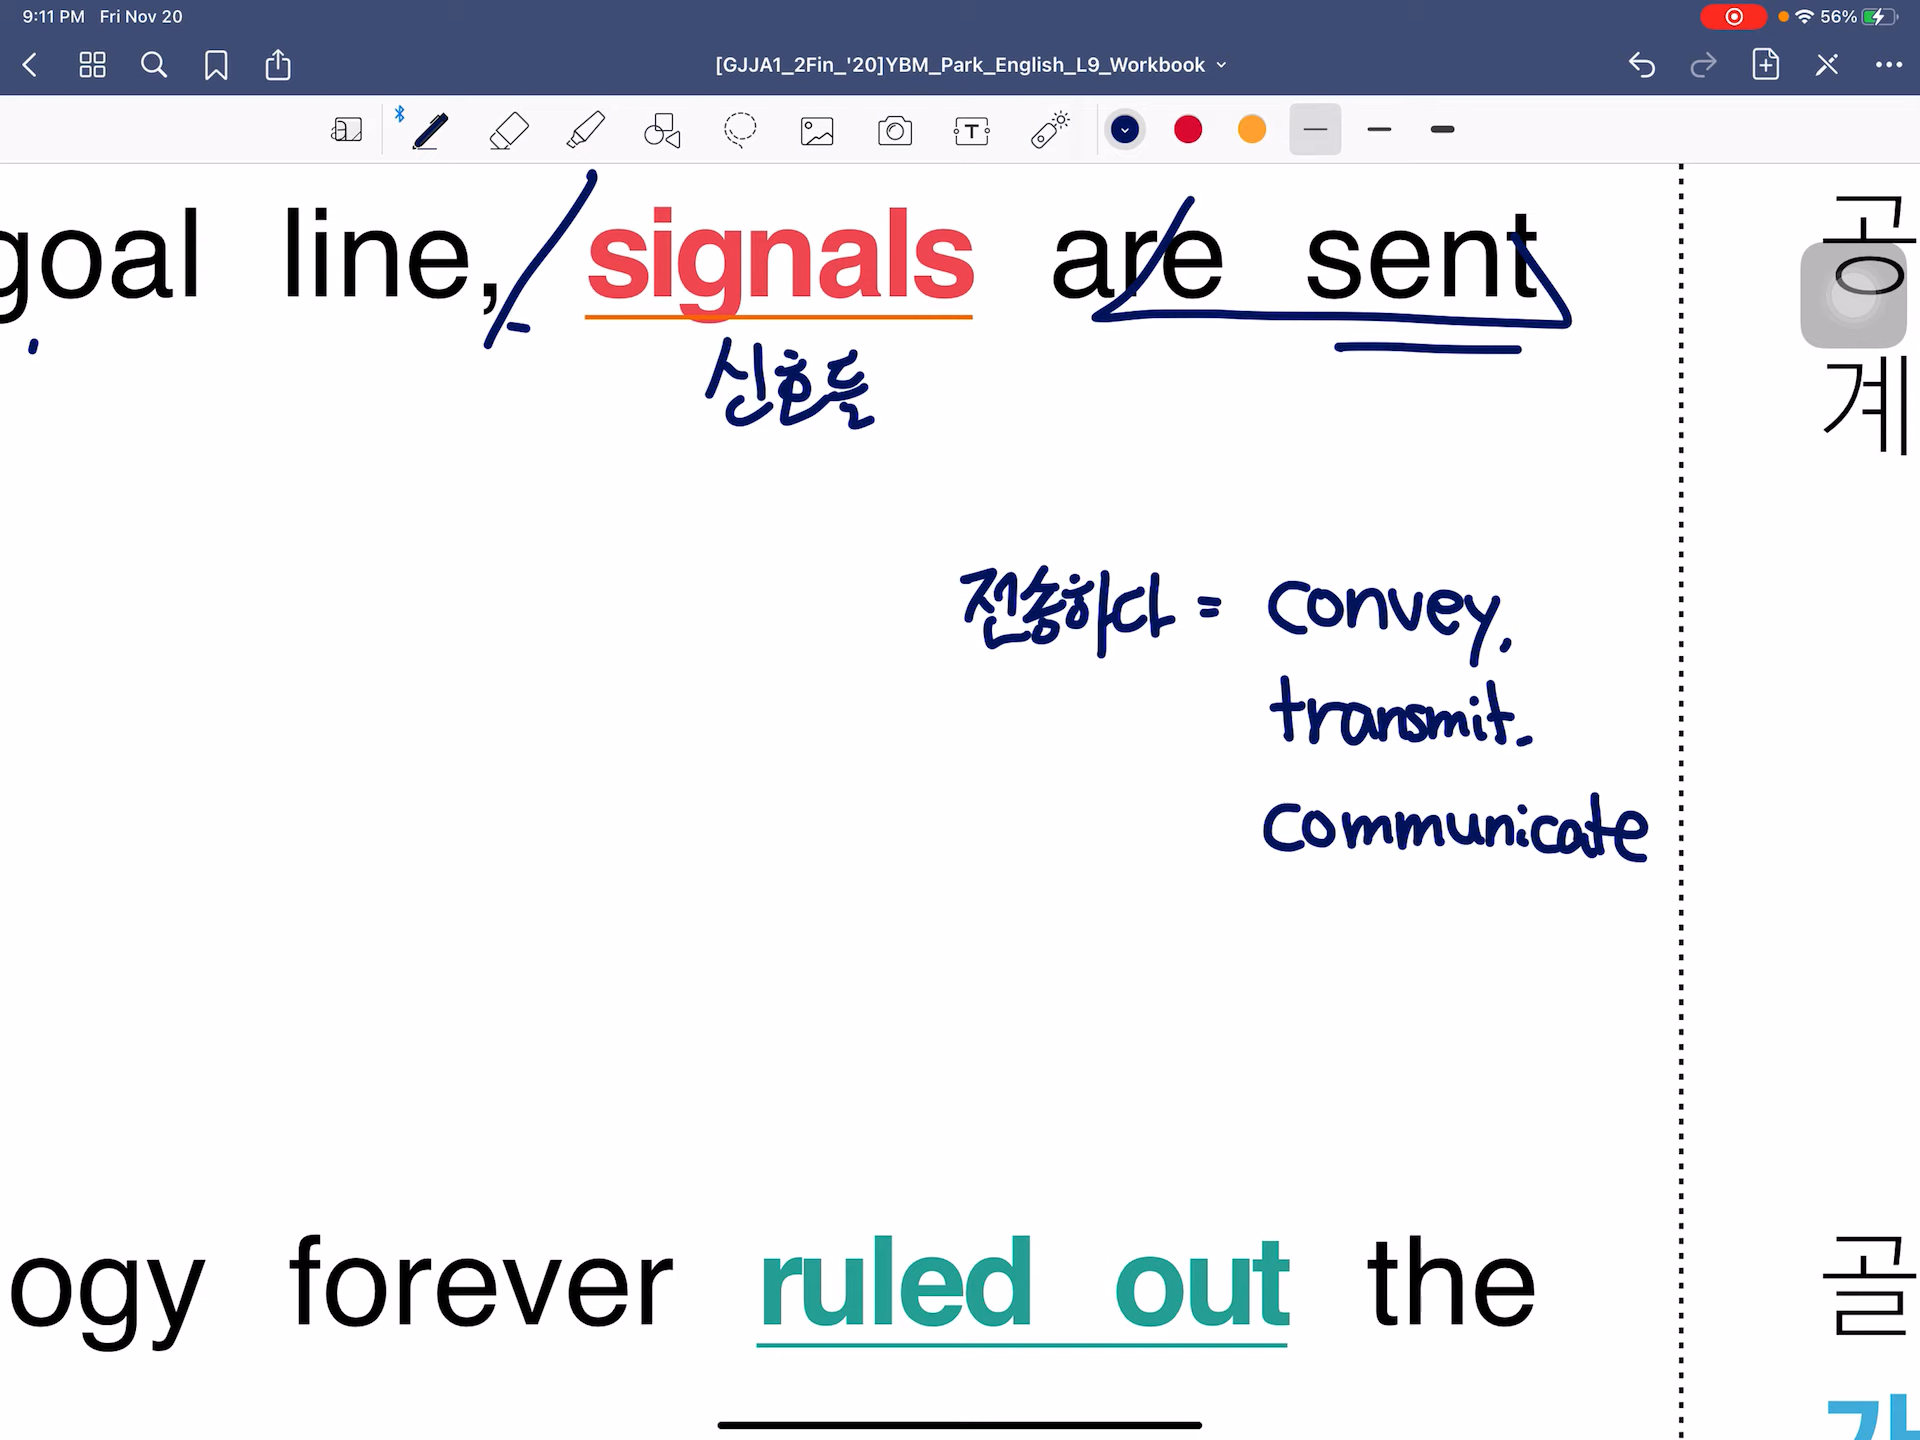 9:11 PM Fri Nov 20
56%
[GJJA1_2Fin_'20]YBM_Park_English_L9_Workbook
goal line, signals are sent
공
신호들
계
전송하다 = convey.
transmit.
communicate
ogy forever ruled out the
골